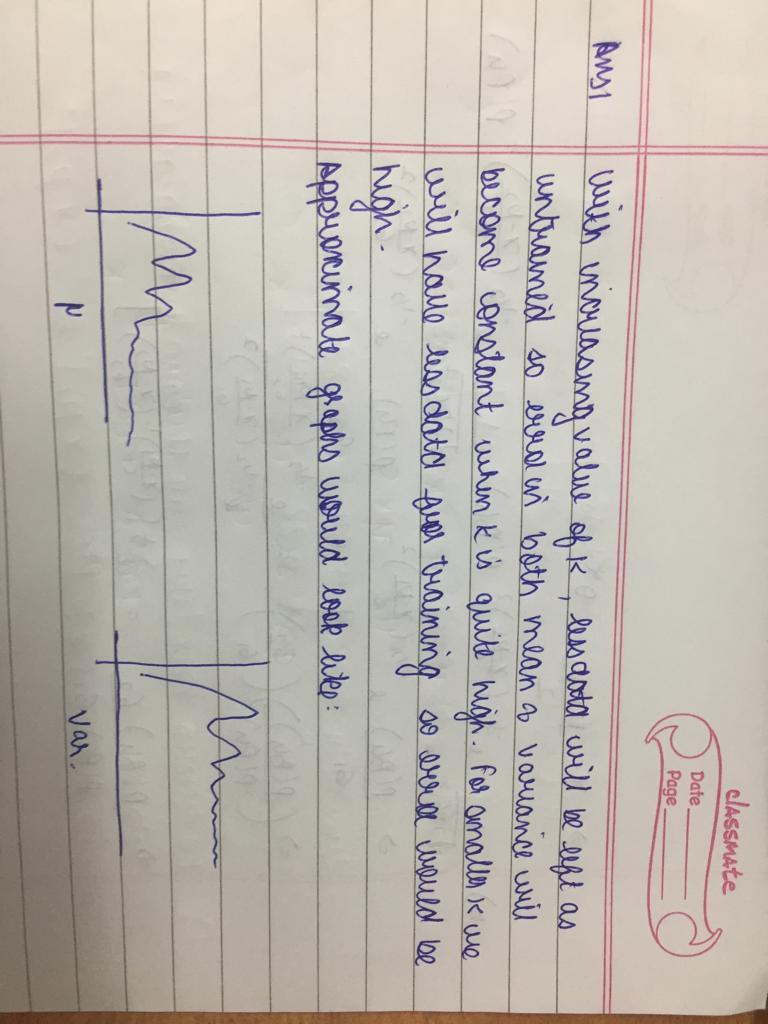 classmate
Date
Page
Ans1 With increasing value of K, less data will be left as
untrained so error in both mean & variance will
become constant when K is quite high. For smaller K we
will have less data for training so error would be
high.
Approximate graphs would look like:
μ
Var.